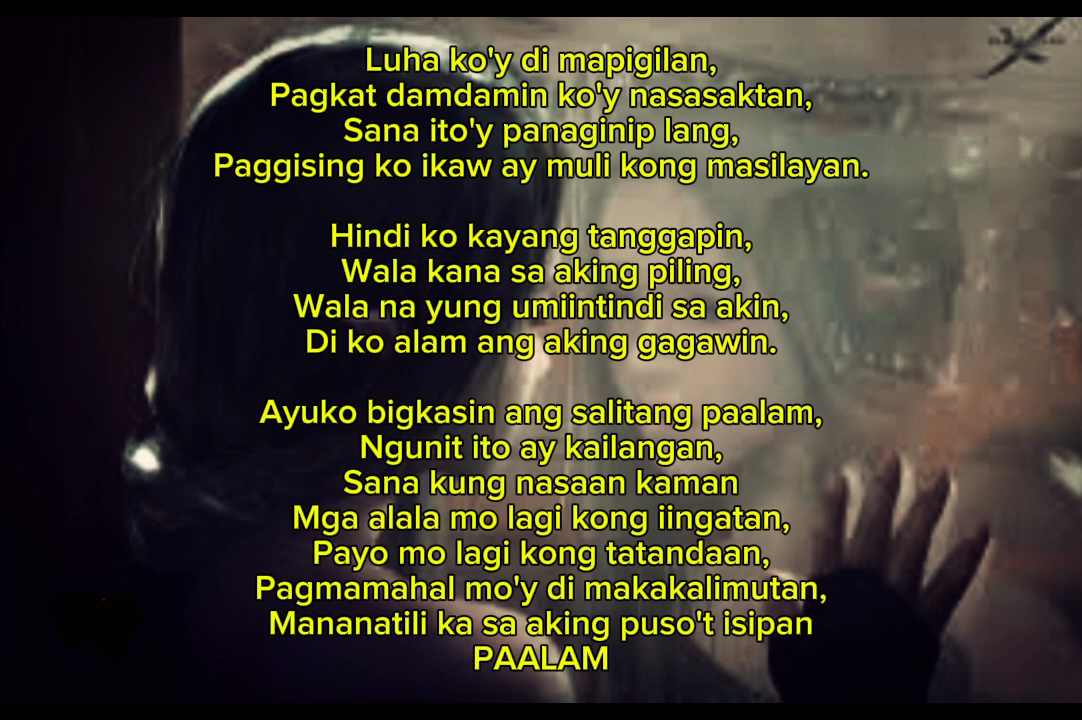 Luha ko'y di mapigilan,
Pagkat damdamin ko'y nasasaktan,
Sana ito'y panaginip lang,
Paggising ko ikaw ay muli kong masilayan.
Hindi ko kayang tanggapin,
Wala kana sa aking piling,
Wala na yung umiintindi sa akin,
Di ko alam ang aking gagawin.
Ayuko bigkasin ang salitang paalam,
Ngunit ito ay kailangan,
Sana kung nasaan kaman
Mga alala mo lagi kong iingatan,
Payo mo lagi kong tatandaan,
Pagmamahal mo'y di makakalimutan,
Mananatili ka sa aking puso't isipan
PAALAM